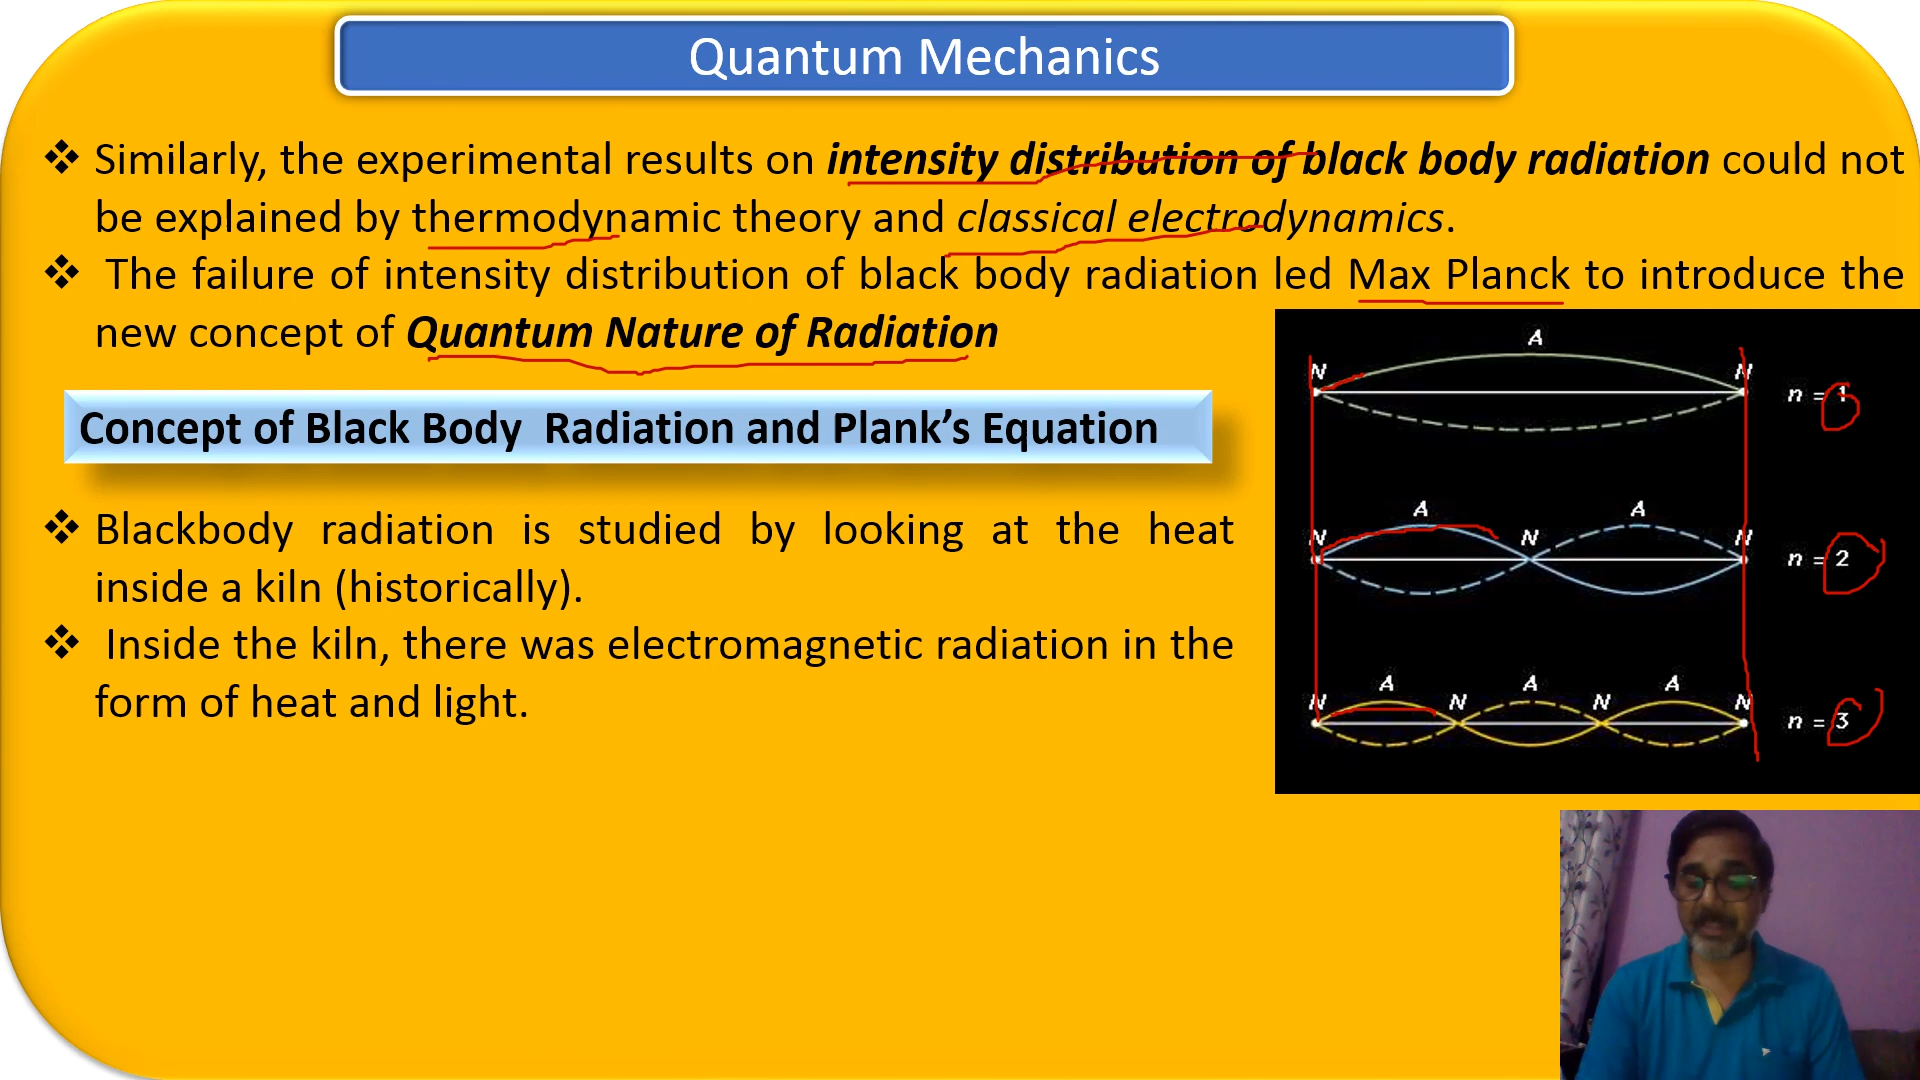 Quantum Mechanics
❖ Similarly, the experimental results on intensity distribution of black body radiation could not
be explained by thermodynamic theory and classical electrodynamics.
❖ The failure of intensity distribution of black body radiation led Max Planck to introduce the
new concept of Quantum Nature of Radiation
Concept of Black Body Radiation and Plank’s Equation
❖ Blackbody radiation is studied by looking at the heat
inside a kiln (historically).
❖ Inside the kiln, there was electromagnetic radiation in the
form of heat and light.
A
N N n = 1
A A
N N N n = 2
A A A
N N N N n = 3